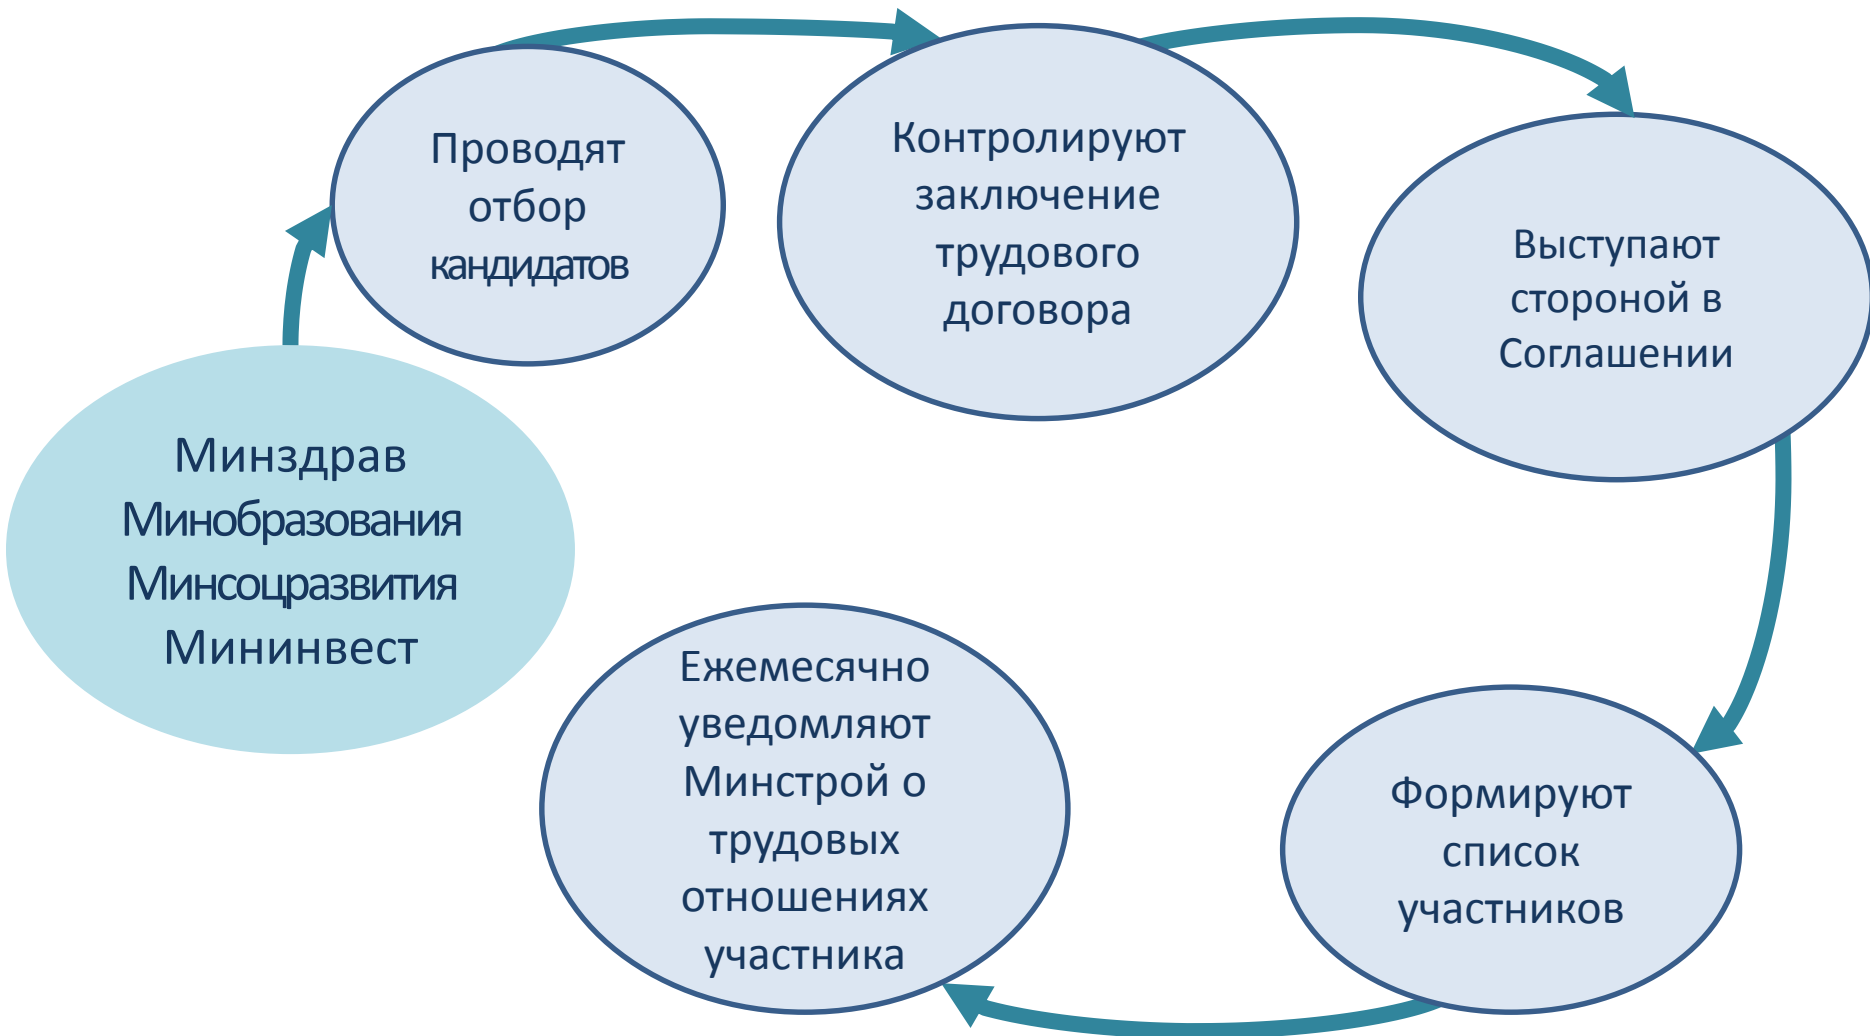 Проводят
отбор
кандидатов
Контролируют
заключение
трудового
договора
Выступают
стороной в
Соглашении
Минздрав
Минобразования
Минсоцразвития
Мининвест
Ежемесячно
уведомляют
Минстрой о
трудовых
отношениях
участника
Формируют
список
участников